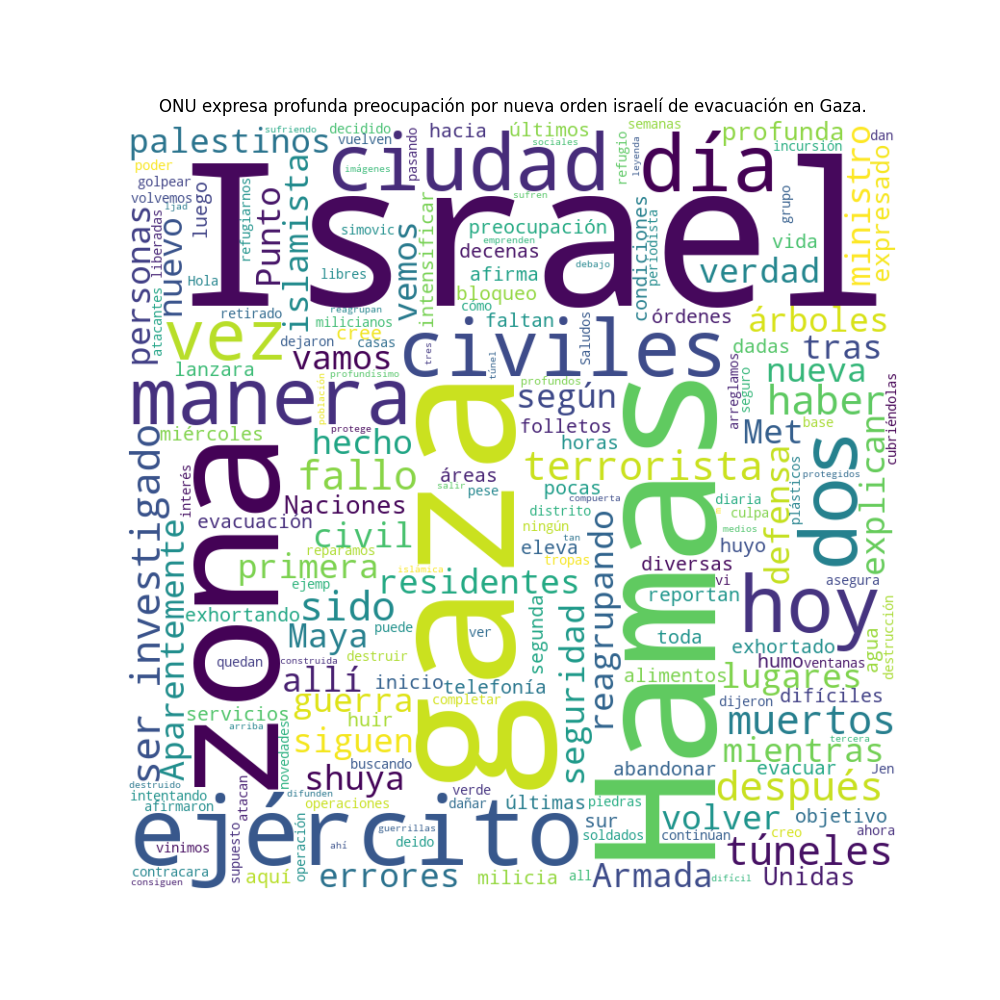 ONU expresa profunda preocupación por nueva orden israelí de evacuación en Gaza.
sufriendo
decidido
hacia
últimos
semanas
profunda
dan
palestinos
vuelven
pasando
sociales
refugio
leyenda
incursión
ciudad
día
poder
imágenes
golpear
volvemos
ijad
Israel
islamista
luego
refugiarnos
Punto
sufren
grupo
ministro
expresado
personas
liberadas
atacantes
nuevo
Hola
simovic
vemos
intensificar
preocupación
emprenden
decenas
condiciones
periodista
vida
libres
afirma
debajo
verdad
bloqueo
retirado
reagrupan
milicianos
cómo
faltan
Saludos
órdenes
árboles
vez
dejaron
cree
casas
civiles
tres
túnel
dadas
tras
lanzara
vamos
profundísimo
profundos
arreglamos
seguro
nueva
manera
población
según
haber
cubriéndolas
protege
folletos
base
miércoles
hecho
horas
Met
zona
gaza
Hamas
investigado
interés
fallo
áreas
terrorista
defensa
plásticos
protegidos
dos
explican
salir
pese
pocas
compuerta
diaria
Naciones
culpa
evacuación
distrito
medios
civil
ningún
Aparentemente
reparamos
eleva
tan
huyo
primera
islámica
tropas
diversas
ejemp
residentes
vi
asegura
reagrupando
reportan
hoy
exhortando
sido
segunda
seguridad
agua
destrucción
Maya
puede
ver
toda
exhortado
quedan
construida
destruir
humo
ventanas
ser
allí
inicio
telefonía
alimentos
lugares
guerra
completar
dijeron
difíciles
servicios
huir
arriba
siguen
muertos
novedades
mientras
tercera
buscando
abandonar
evacuar
Jen
shuya
destruido
atacan
verde
después
intentando
difunden
operaciones
dañar
últimas
piedras
afirmaron
sur
volver
objetivo
ejército
guerrillas
soldados
continuan
creo
ahora
vinimos
supuesto
operación
ahí
deido
túneles
contracara
consiguen
aquí
errores
milicia
all
Armada
difícil
Unidas